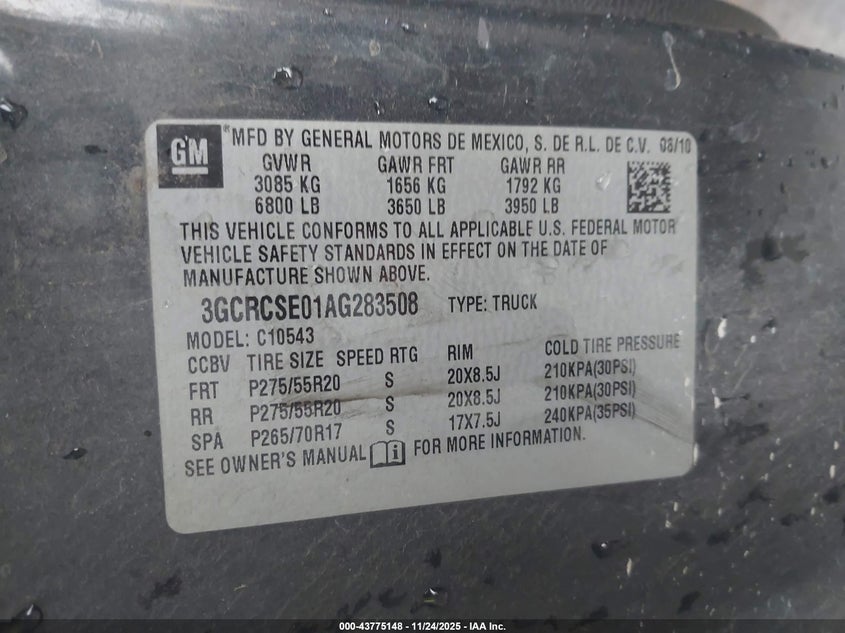 GM
*MFD BY GENERAL MOTORS DE MEXICO, S. DE R.L. DE C.V. 08/10
GVWR GAWR FRT GAWR RR
3085 KG 1656 KG 1792 KG
6800 LB 3650 LB 3950 LB
THIS VEHICLE CONFORMS TO ALL APPLICABLE U.S. FEDERAL MOTOR
VEHICLE SAFETY STANDARDS IN EFFECT ON THE DATE OF
MANUFACTURE SHOWN ABOVE.
3GCRCSE01AG283508 TYPE: TRUCK
MODEL: C10543
CCBV TIRE SIZE SPEED RTG RIM COLD TIRE PRESSURE
FRT P275/55R20 S 20X8.5J 210KPA(30PSI)
RR P275/55R20 S 20X8.5J 210KPA(30PSI)
SPA P265/70R17 S 17X7.5J 240KPA(35PSI)
SEE OWNER'S MANUAL i FOR MORE INFORMATION.
000-43775148 - 11/24/2025 - IAA Inc.